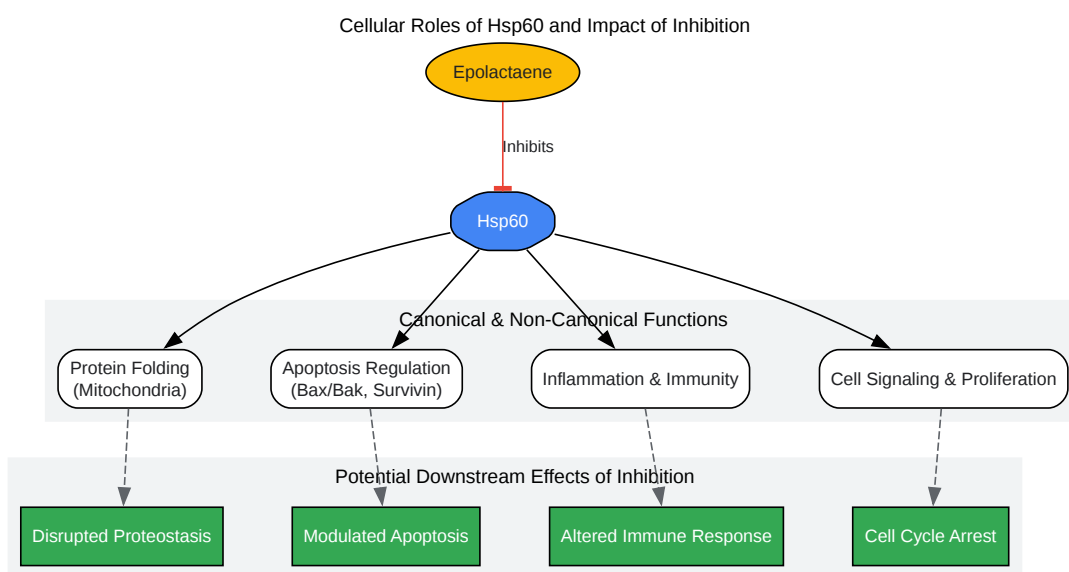 Cellular Roles of Hsp60 and Impact of Inhibition
Epolactaene
Inhibits
Hsp60
Canonical & Non-Canonical Functions
Protein Folding
(Mitochondria)
Apoptosis Regulation
(Bax/Bak, Survivin)
Inflammation & Immunity
Cell Signaling & Proliferation
Potential Downstream Effects of Inhibition
Disrupted Proteostasis
Modulated Apoptosis
Altered Immune Response
Cell Cycle Arrest